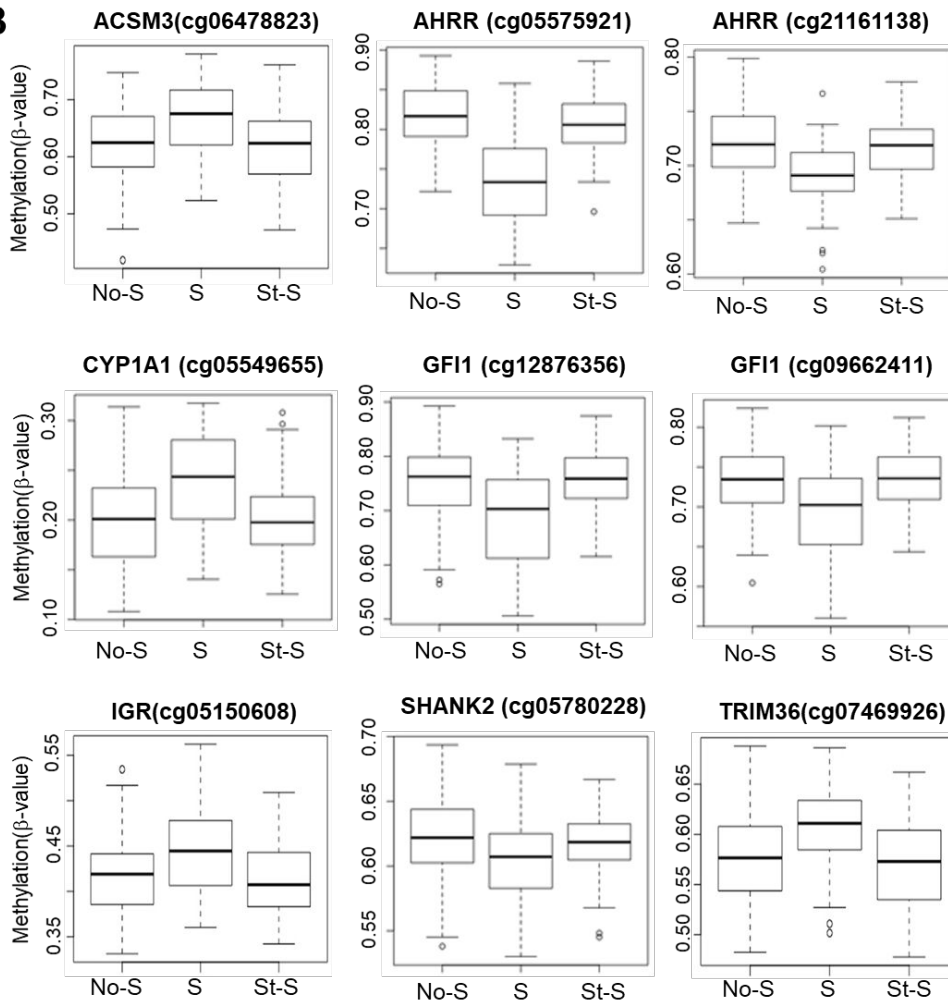 B
ACSM3(cg06478823)
Methylation(β-value)
0.70
0.60
0.50
No-S S St-S
AHRR (cg05575921)
0.90
0.80
0.70
No-S S St-S
AHRR (cg21161138)
0.80
0.70
0.60
No-S S St-S
CYP1A1 (cg05549655)
Methylation(β-value)
0.30
0.20
0.10
No-S S St-S
GFI1 (cg12876356)
0.90
0.80
0.70
0.60
0.50
No-S S St-S
GFI1 (cg09662411)
0.80
0.70
0.60
No-S S St-S
IGR(cg05150608)
Methylation(β-value)
0.55
0.45
0.35
No-S S St-S
SHANK2 (cg05780228)
0.70
0.65
0.60
0.55
No-S S St-S
TRIM36(cg07469926)
0.65
0.60
0.55
0.50
No-S S St-S